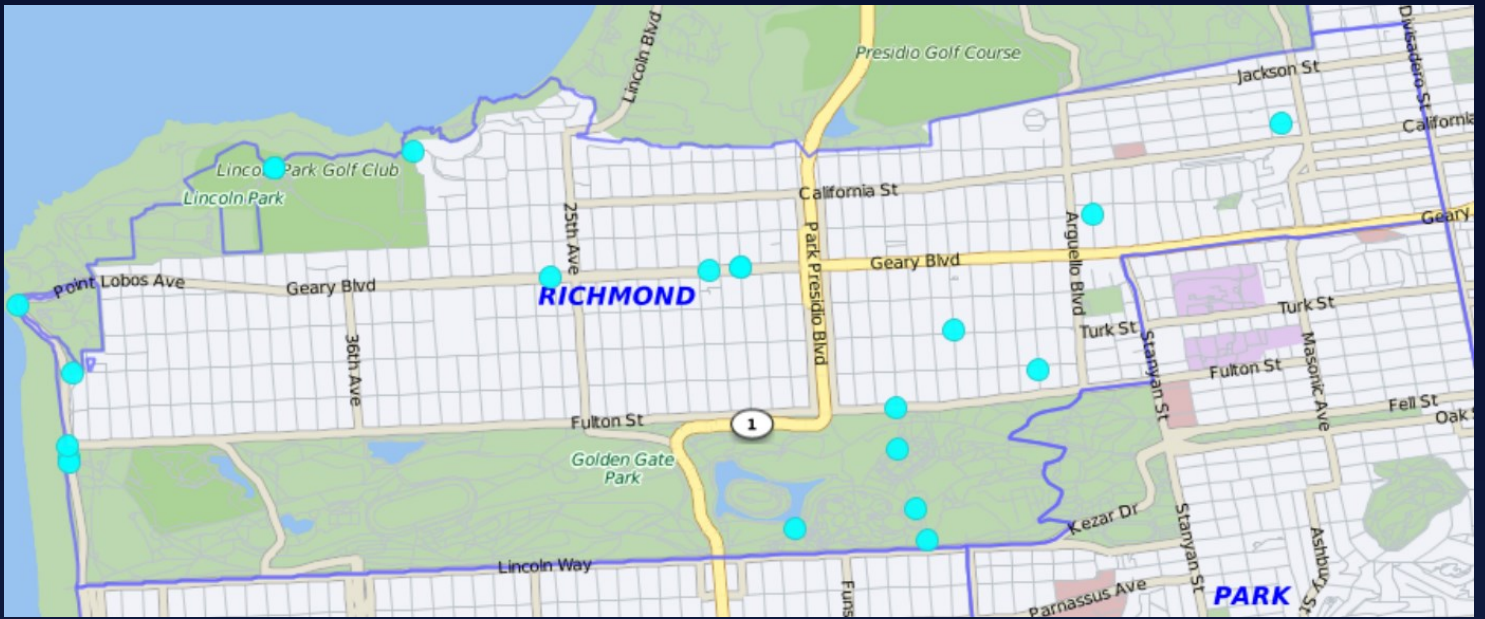 Lincoln Blvd
Presidio Golf Course
Divisadero St
Jackson St
California
Linco
Park Golf Club
Lincoln Park
California St
25th Ave
Park Presidio Blvd
Arguello Blvd
Geary
Point Lobos Ave
Geary Blvd
Geary Blvd
RICHMOND
36th Ave
Turk St
Turk St
Stanyan St
Masonic Ave
Fulton St
Fulton St
1
Fell St
Oak
Golden Gate
Park
Kezar Dr
Stanyan St
Ashbury St
Lincoln Way
Funs
Parnassus Ave
PARK